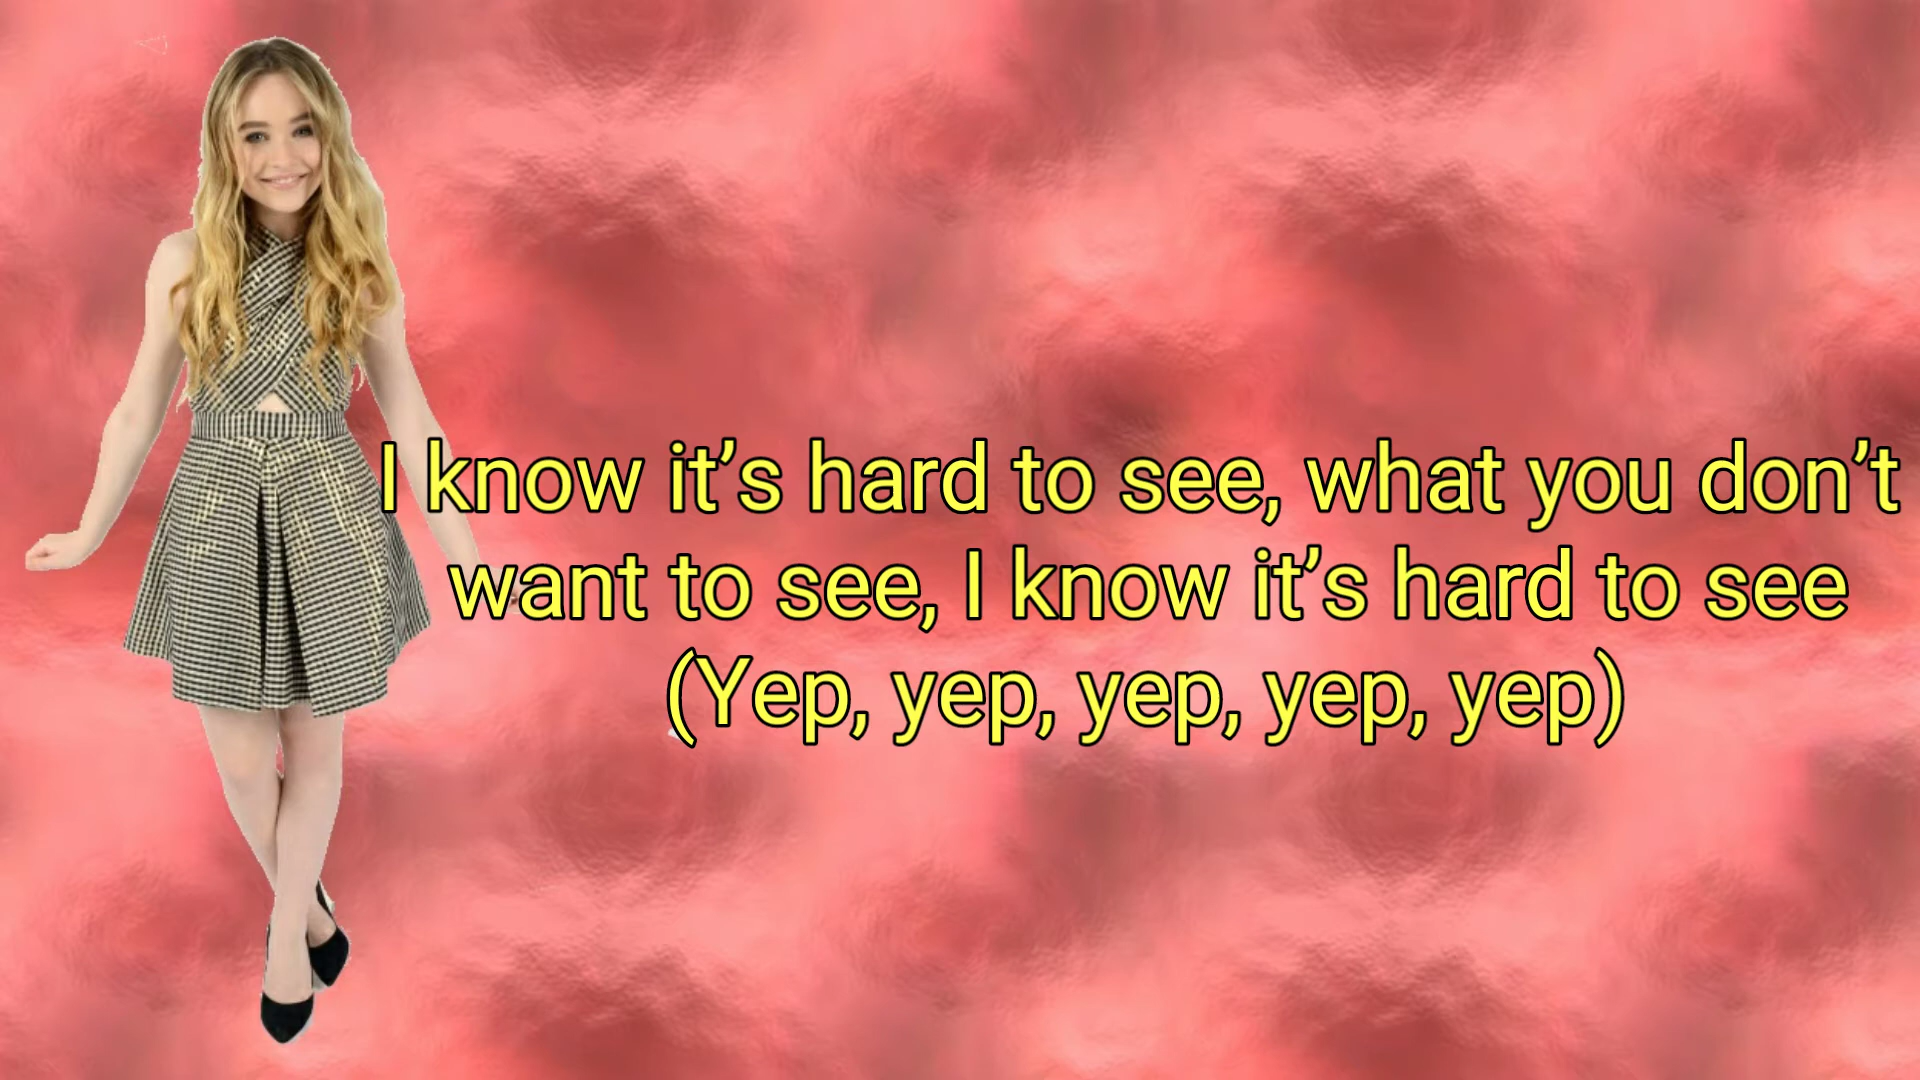 I know it’s hard to see, what you don’t
want to see, I know it’s hard to see
(Yep, yep, yep, yep, yep)